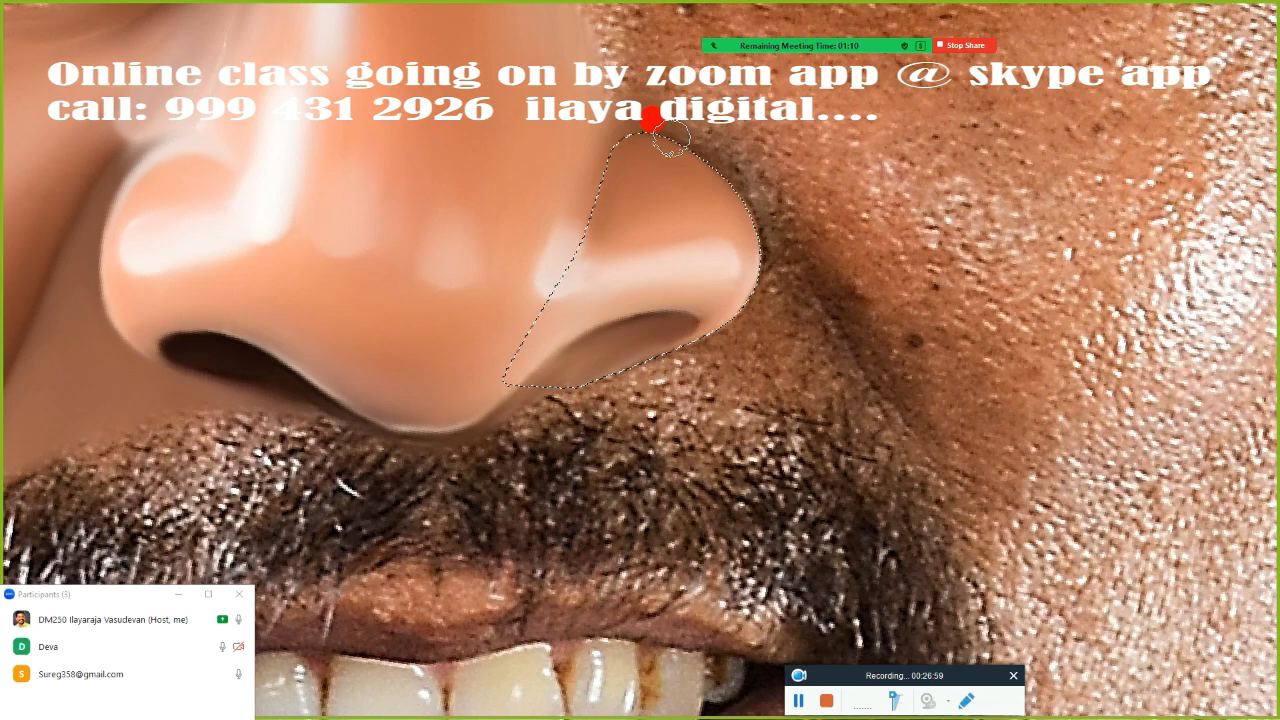 Remaining Meeting Time: 01:10
Stop Share
Online class going on by zoom app @ skype app
call: 999 431 2926 ilaya digital....
Participants (3)
DM250 Ilayaraja Vasudevan (Host, me)
D Deva
S Sureg358@gmail.com
Recording... 00:26:59